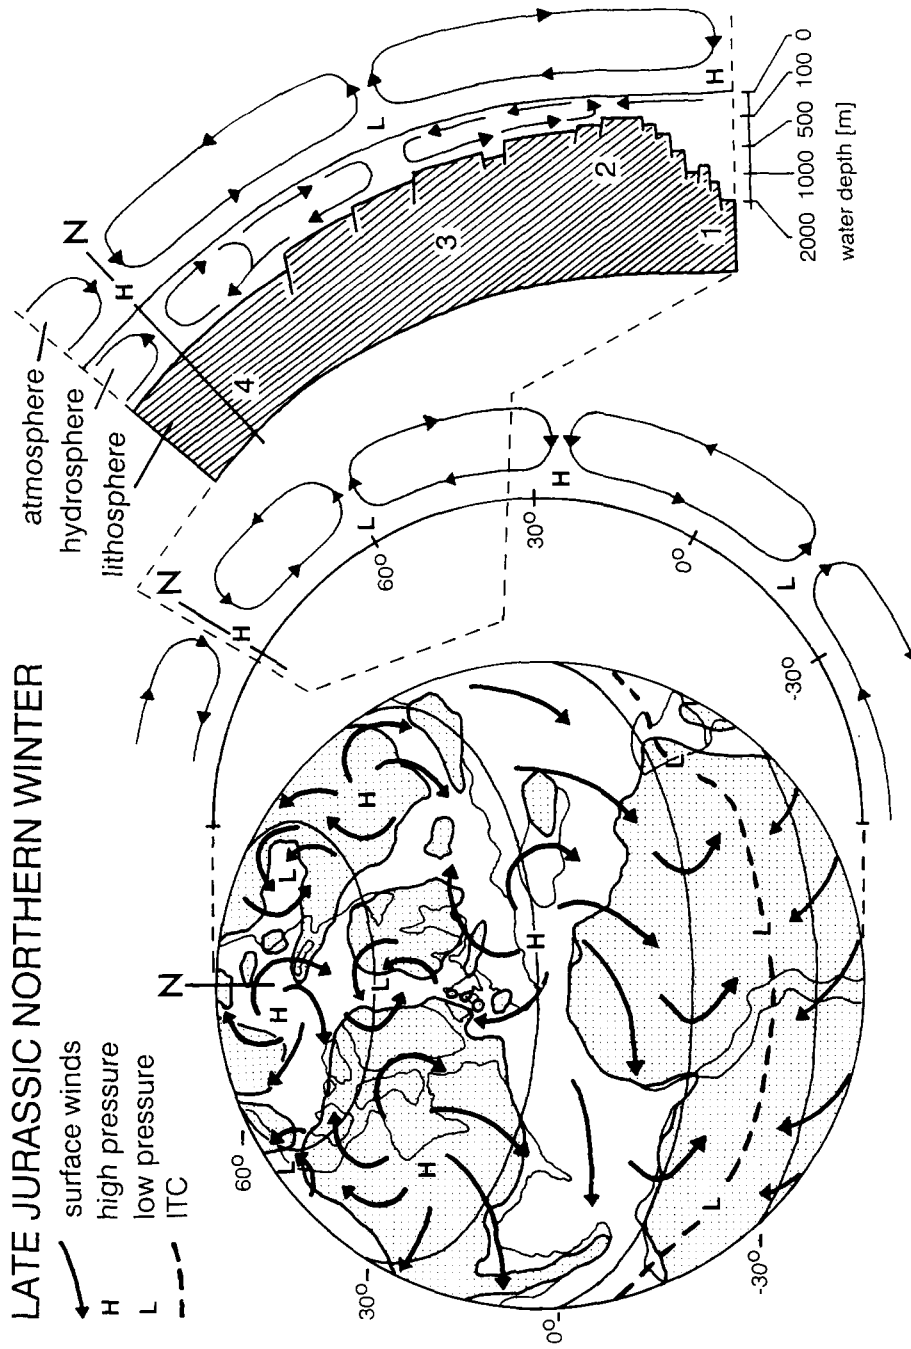 LATE JURASSIC NORTHERN WINTER
surface winds
H high pressure
L low pressure
ITC
atmosphere
hydrosphere
lithosphere
N
H
4
3
2
1
L
H
2000 1000 500 100 0
water depth [m]
N
H
60°
L
30°
H
0°
L
-30°
N
60°
30°
0°
-30°
L
H
L
H
L
H
H
L
L
L